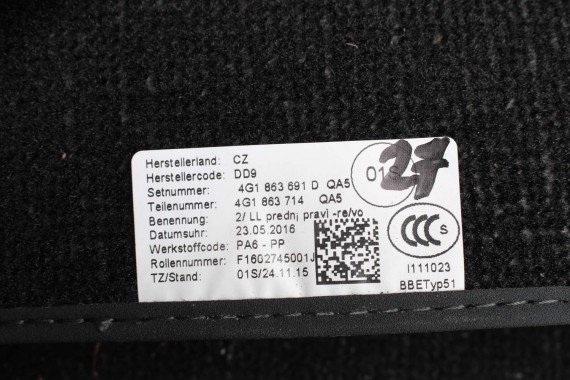 Herstellerland: CZ
Herstellercode: DD9
Setnummer: 4G1 863 691 D QA5
Teilenummer: 4G1 863 714 QA5
Benennung: 2/ LL prednj pravi -re/vo
Datumsuhr: 23.05.2016
Werkstoffcode: PA6 - PP
Rollennummer: F1602745001J
TZ/Stand: 01S/24.11.15
01S
27
CCC S
I111023
BBETyp51